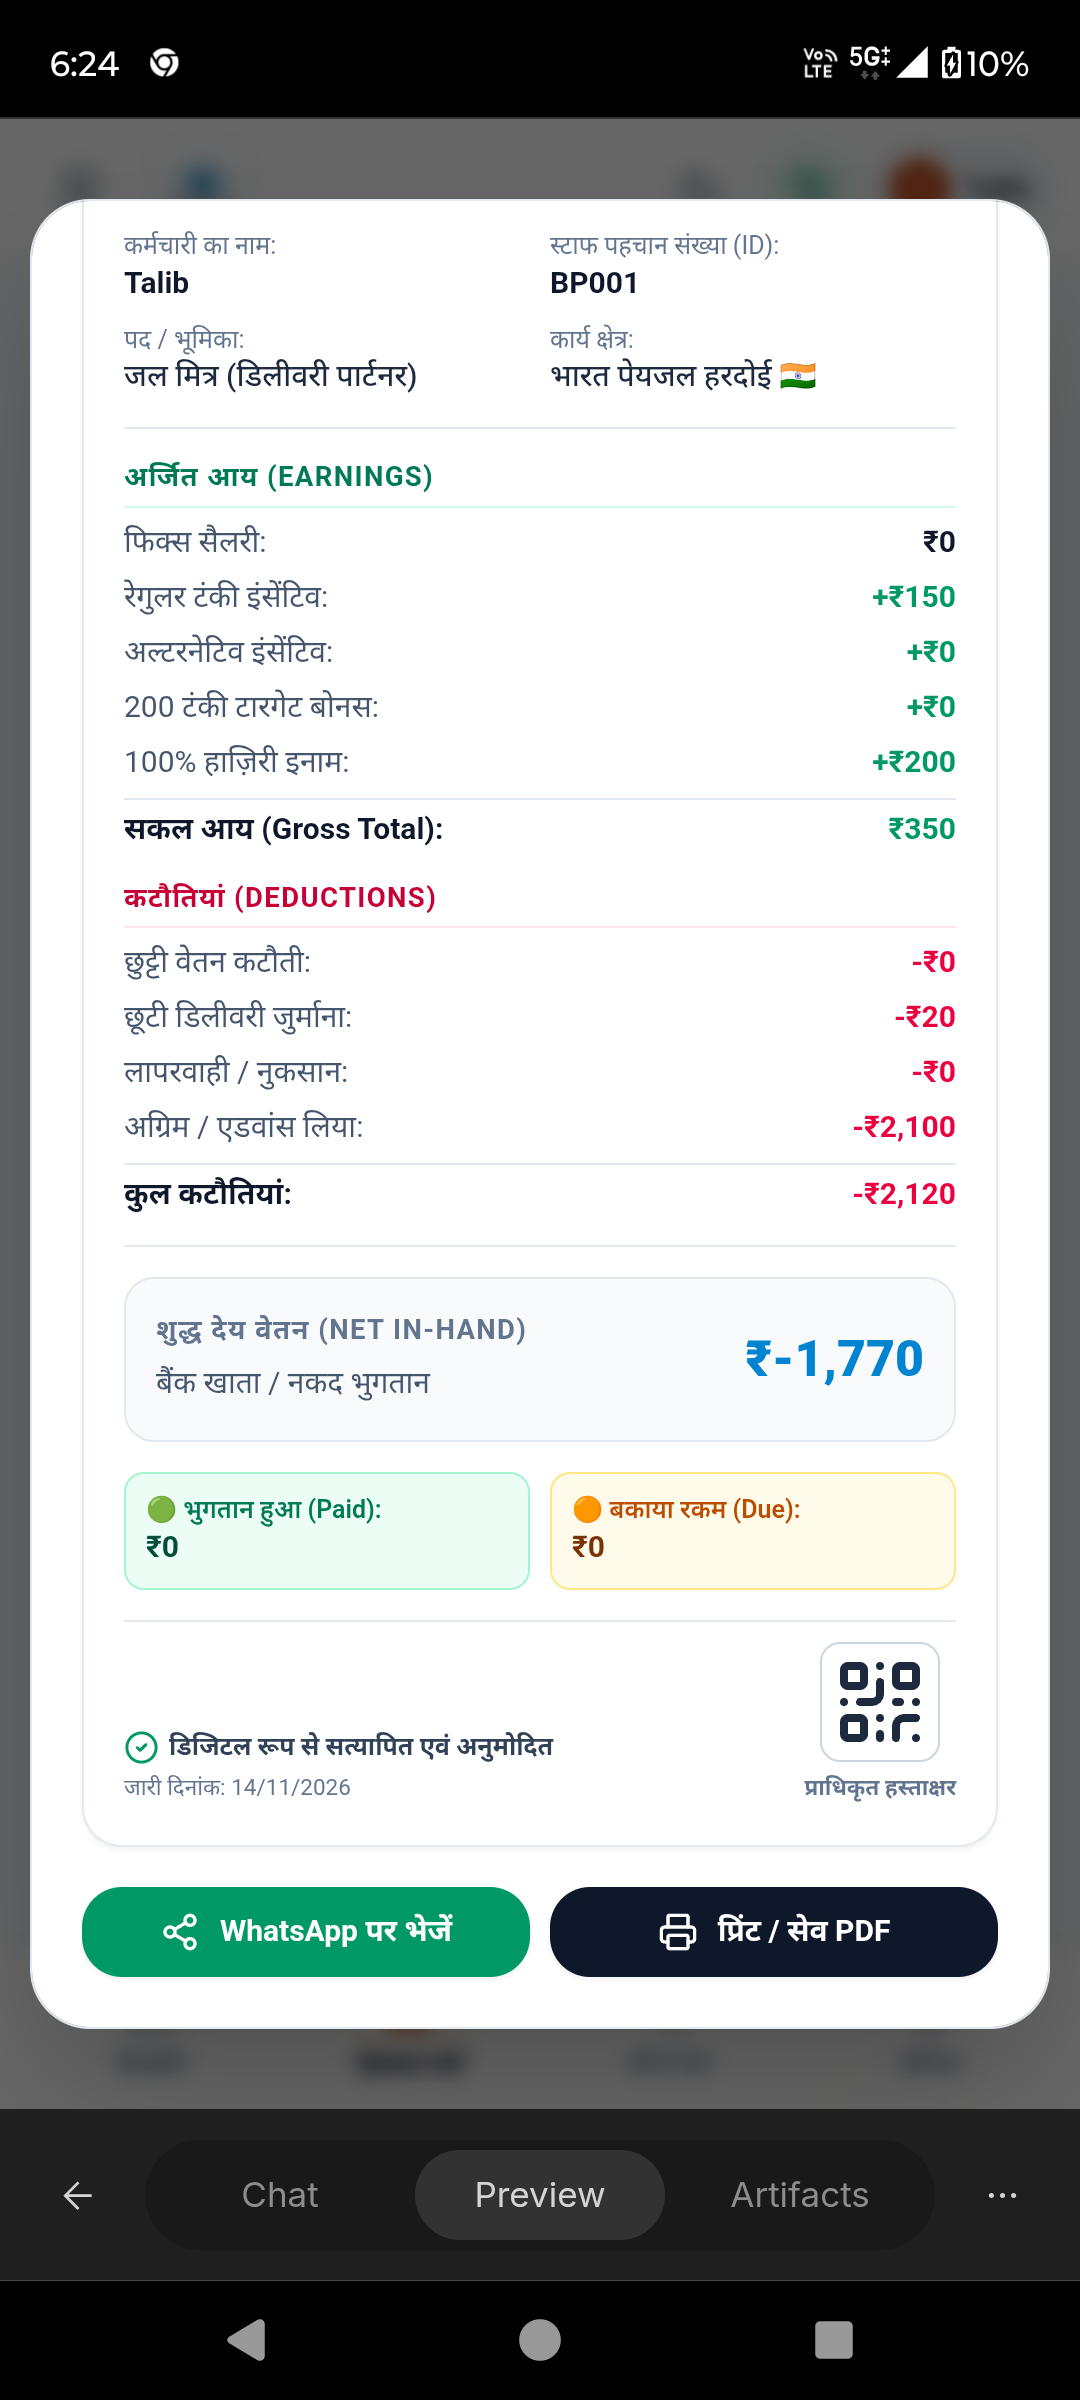 6:24
Vo LTE 5G 10%
कर्मचारी का नाम:
Talib
स्टाफ पहचान संख्या (ID):
BP001
पद / भूमिका:
जल मित्र (डिलीवरी पार्टनर)
कार्य क्षेत्र:
भारत पेयजल हरदोई 🇮🇳
अर्जित आय (EARNINGS)
फिक्स सैलरी: ₹0
रेगुलर टंकी इंसेंटिव: +₹150
अल्टरनेटिव इंसेंटिव: +₹0
200 टंकी टारगेट बोनस: +₹0
100% हाज़िरी इनाम: +₹200
सकल आय (Gross Total): ₹350
कटौतियां (DEDUCTIONS)
छुट्टी वेतन कटौती: -₹0
छूटी डिलीवरी जुर्माना: -₹20
लापरवाही / नुकसान: -₹0
अग्रिम / एडवांस लिया: -₹2,100
कुल कटौतियां: -₹2,120
शुद्ध देय वेतन (NET IN-HAND)
बैंक खाता / नकद भुगतान
₹-1,770
🟢 भुगतान हुआ (Paid):
₹0
🟠 बकाया रकम (Due):
₹0
डिजिटल रूप से सत्यापित एवं अनुमोदित
जारी दिनांक: 14/11/2026
प्राधिकृत हस्ताक्षर
WhatsApp पर भेजें
प्रिंट / सेव PDF
Chat
Preview
Artifacts